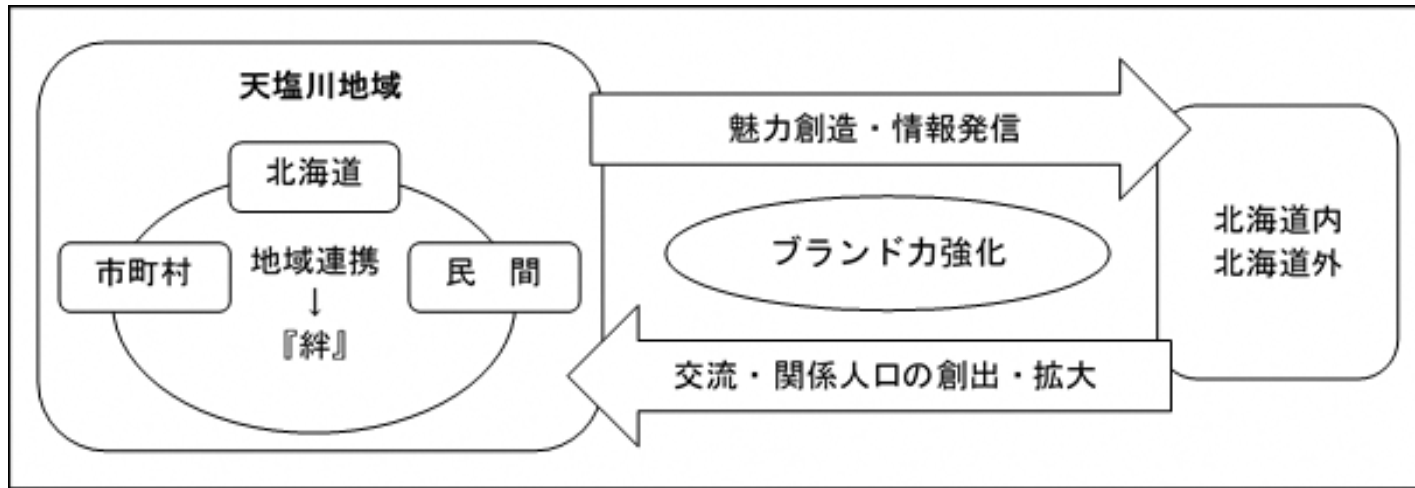 天塩川地域
北海道
市町村
地域連携
↓
『絆』
民　間
魅力創造・情報発信
ブランド力強化
交流・関係人口の創出・拡大
北海道内
北海道外